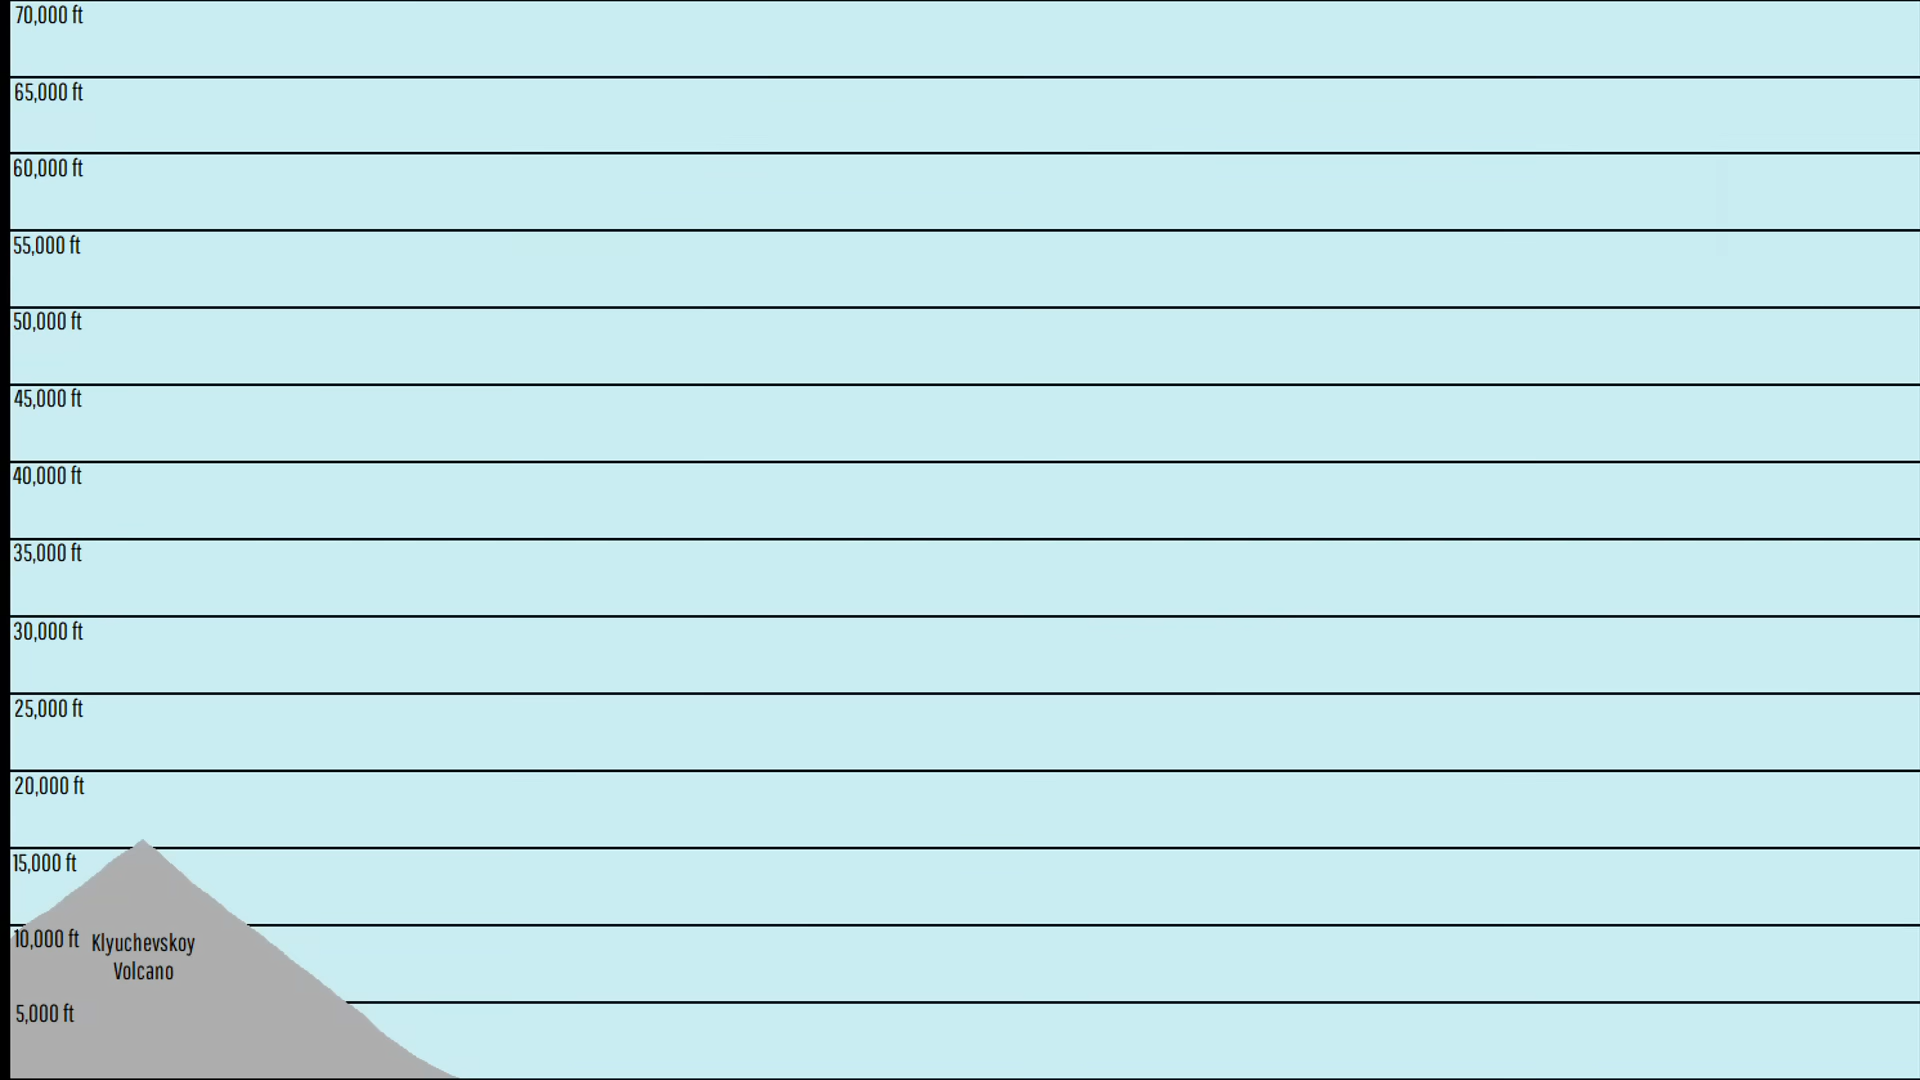 70,000 ft
65,000 ft
60,000 ft
55,000 ft
50,000 ft
45,000 ft
40,000 ft
35,000 ft
30,000 ft
25,000 ft
20,000 ft
15,000 ft
10,000 ft
Klyuchevskoy
Volcano
5,000 ft